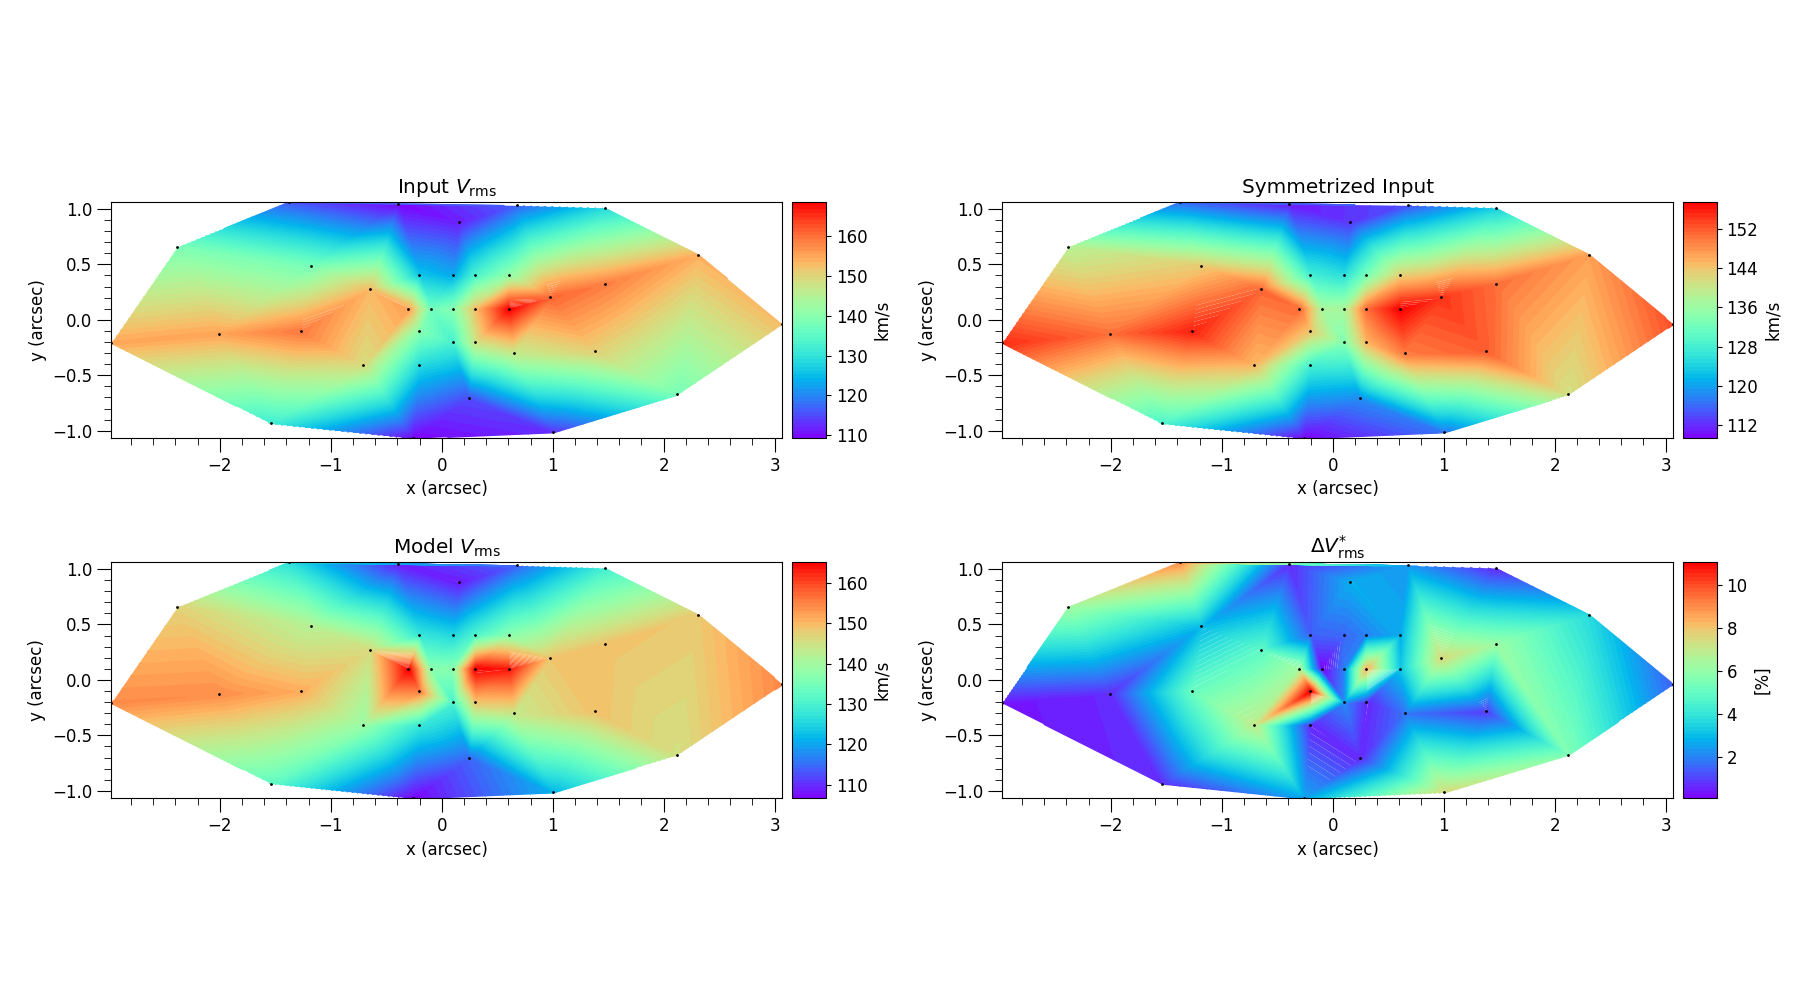 Input V_rms
1.0
0.5
0.0
−0.5
−1.0
y (arcsec)
−2 −1 0 1 2 3
x (arcsec)
160
150
140
130
120
110
km/s
Symmetrized Input
1.0
0.5
0.0
−0.5
−1.0
y (arcsec)
−2 −1 0 1 2 3
x (arcsec)
152
144
136
128
120
112
km/s
Model V_rms
1.0
0.5
0.0
−0.5
−1.0
y (arcsec)
−2 −1 0 1 2 3
x (arcsec)
160
150
140
130
120
110
km/s
ΔV*_rms
1.0
0.5
0.0
−0.5
−1.0
y (arcsec)
−2 −1 0 1 2 3
x (arcsec)
10
8
6
4
2
[%]